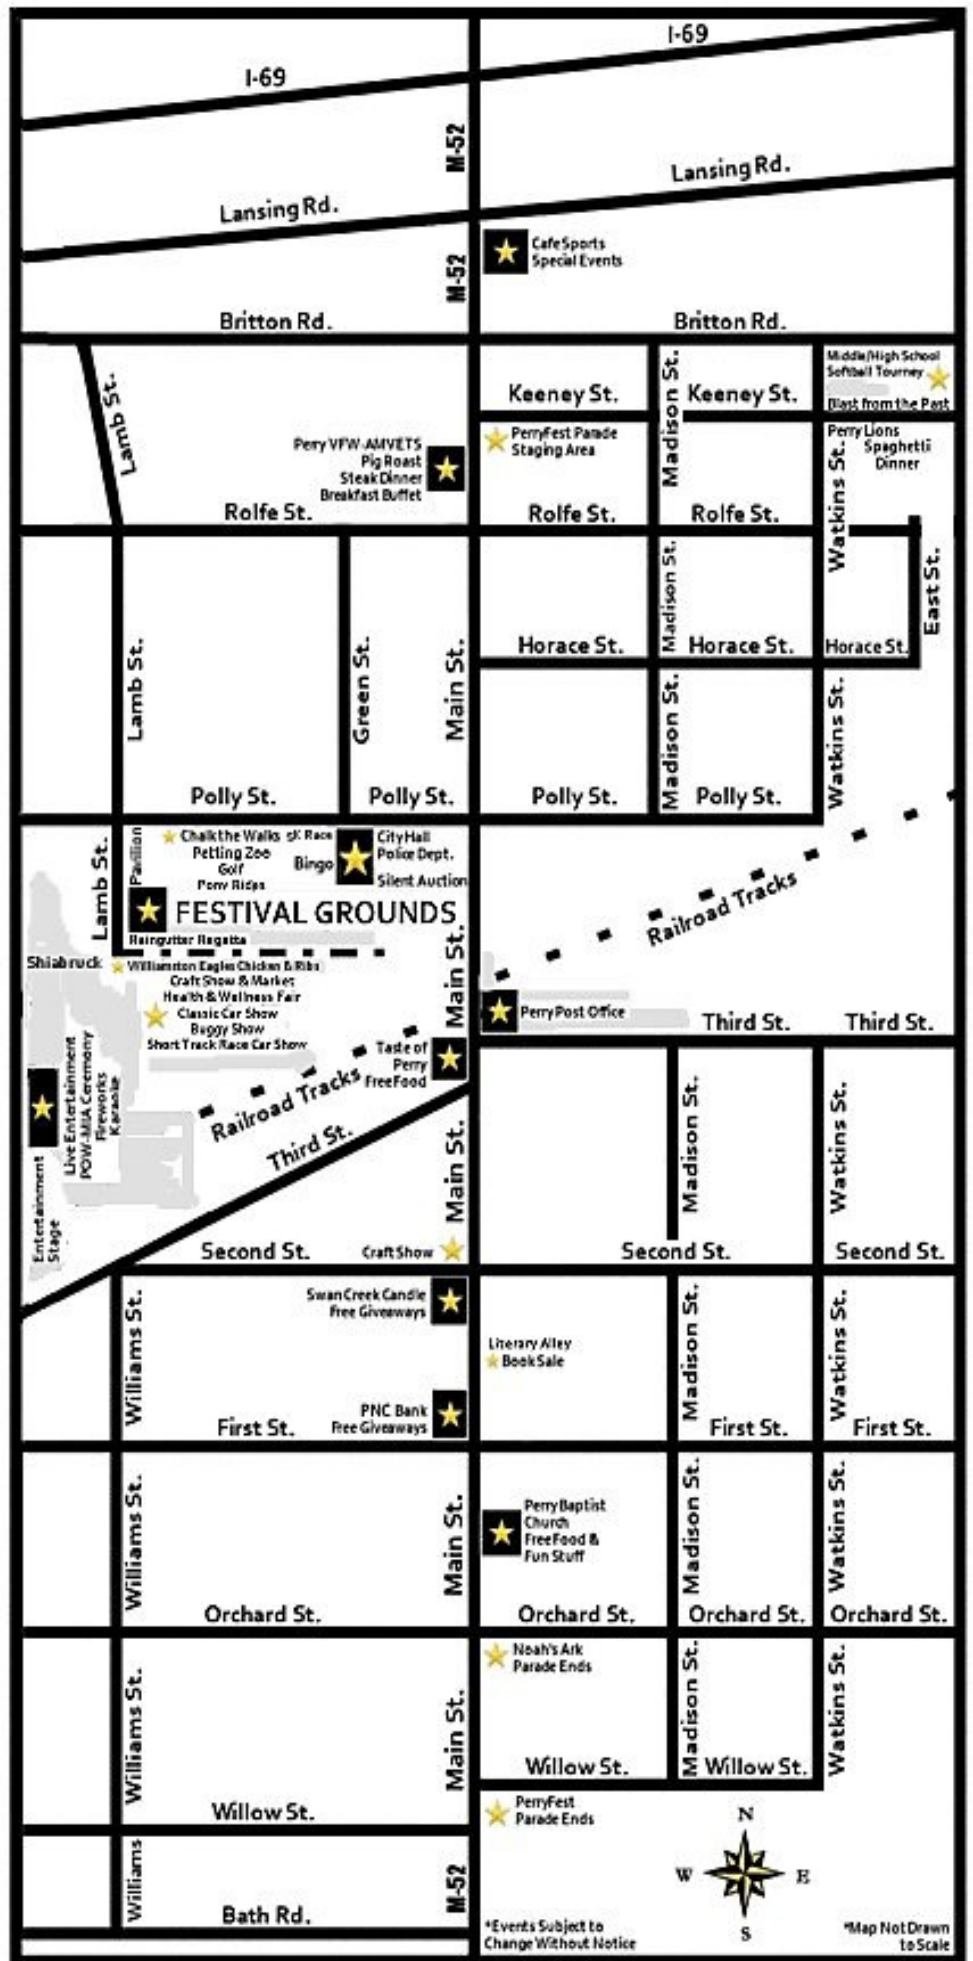 I-69
I-69
M-52
Lansing Rd.
Lansing Rd.
M-52
Cafe Sports
Special Events
Britton Rd.
Britton Rd.
Lamb St.
Keeney St.
Madison St.
Keeney St.
Middle/High School
Softball Tourney
Blast from the Past
Perry VFW-AMVETS
Pig Roast
Steak Dinner
Breakfast Buffet
PerryFest Parade
Staging Area
Perry Lions
Spaghetti
Dinner
Watkins St.
Rolfe St.
Rolfe St.
Rolfe St.
Lamb St.
Green St.
Main St.
Horace St.
Madison St.
Horace St.
Horace St.
East St.
Madison St.
Watkins St.
Polly St.
Polly St.
Polly St.
Polly St.
Lamb St.
Pavilion
Chalk the Walks 5K Race
Petting Zoo
Golf
Pony Rides
Bingo
City Hall
Police Dept.
Silent Auction
FESTIVAL GROUNDS
Raingutter Regatta
Main St.
Railroad Tracks
Shiabruck
Williamston Eagles Chicken & Ribs
Craft Show & Market
Health & Wellness Fair
Classic Car Show
Buggy Show
Short Track Race Car Show
Perry Post Office
Third St.
Third St.
Taste of
Perry
Free Food
Railroad Tracks
Third St.
Live Entertainment
POW-MIA Ceremony
Fireworks
Karaoke
Entertainment
Stage
Main St.
Madison St.
Watkins St.
Second St.
Craft Show
Second St.
Second St.
Williams St.
Swan Creek Candle
Free Giveaways
Literary Alley
Book Sale
Madison St.
Watkins St.
PNC Bank
Free Giveaways
First St.
First St.
First St.
Williams St.
Main St.
Perry Baptist
Church
Free Food &
Fun Stuff
Madison St.
Watkins St.
Orchard St.
Orchard St.
Orchard St.
Orchard St.
Williams St.
Main St.
Noah's Ark
Parade Ends
Madison St.
Watkins St.
Willow St.
Willow St.
Willow St.
PerryFest
Parade Ends
Williams
Bath Rd.
M-52
N
W
E
S
*Events Subject to
Change Without Notice
*Map Not Drawn
to Scale